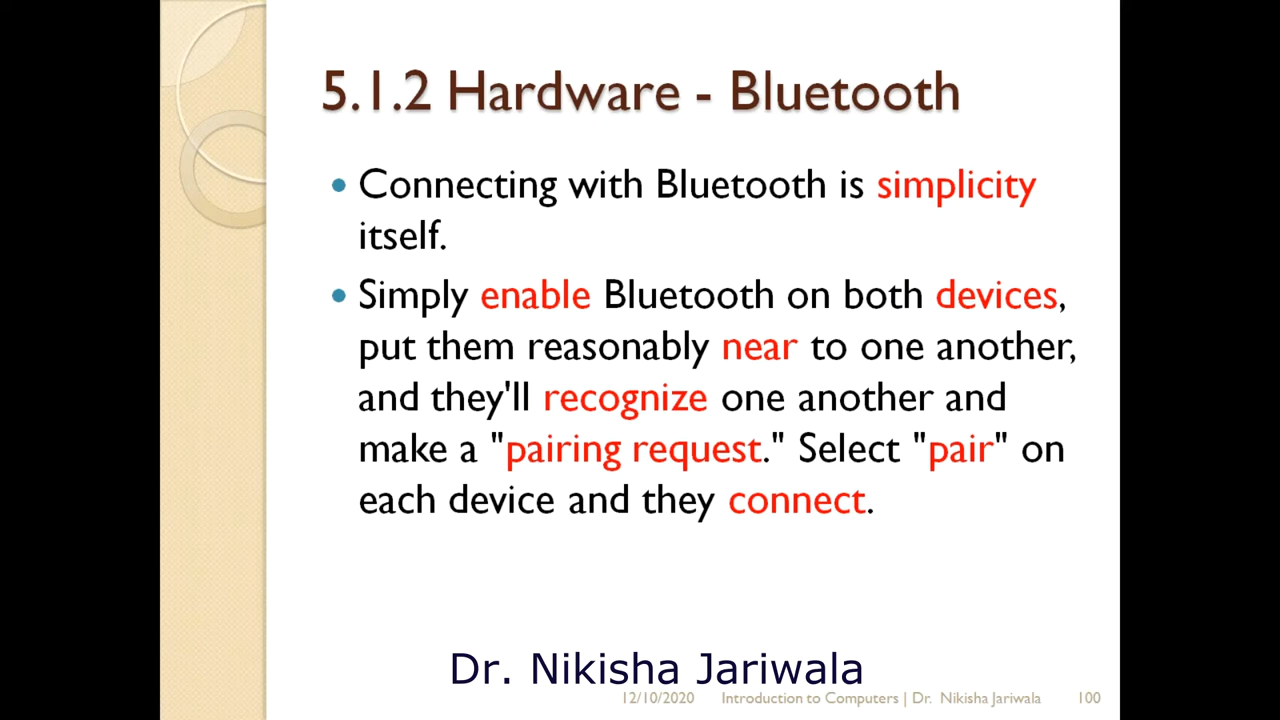 5.1.2 Hardware - Bluetooth
• Connecting with Bluetooth is simplicity
itself.
• Simply enable Bluetooth on both devices,
put them reasonably near to one another,
and they'll recognize one another and
make a "pairing request." Select "pair" on
each device and they connect.
Dr. Nikisha Jariwala
12/10/2020 Introduction to Computers | Dr. Nikisha Jariwala 100